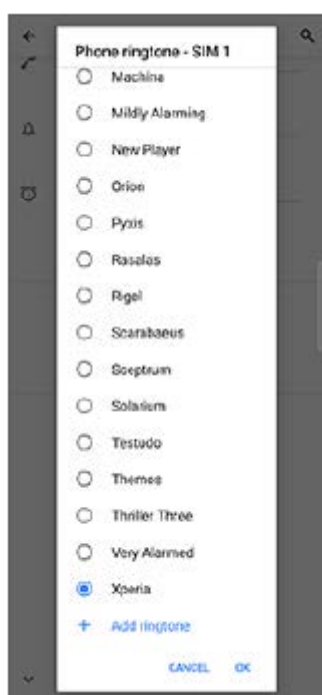 Phone ringtone - SIM 1
Machina
Mildly Alarming
New Player
Orion
Pyxis
Rasalas
Rigel
Scarabaeus
Sceptrum
Solarium
Testudo
Themos
Thriller Three
Very Alarmed
Xperia
+ Add ringtone
CANCEL OK